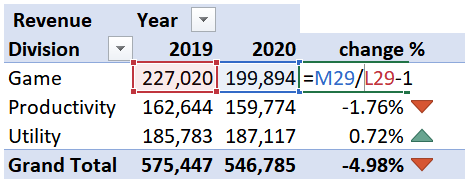 Revenue Year
Division 2019 2020 change %
Game 227,020 199,894 =M29/L29-1
Productivity 162,644 159,774 -1.76%
Utility 185,783 187,117 0.72%
Grand Total 575,447 546,785 -4.98%